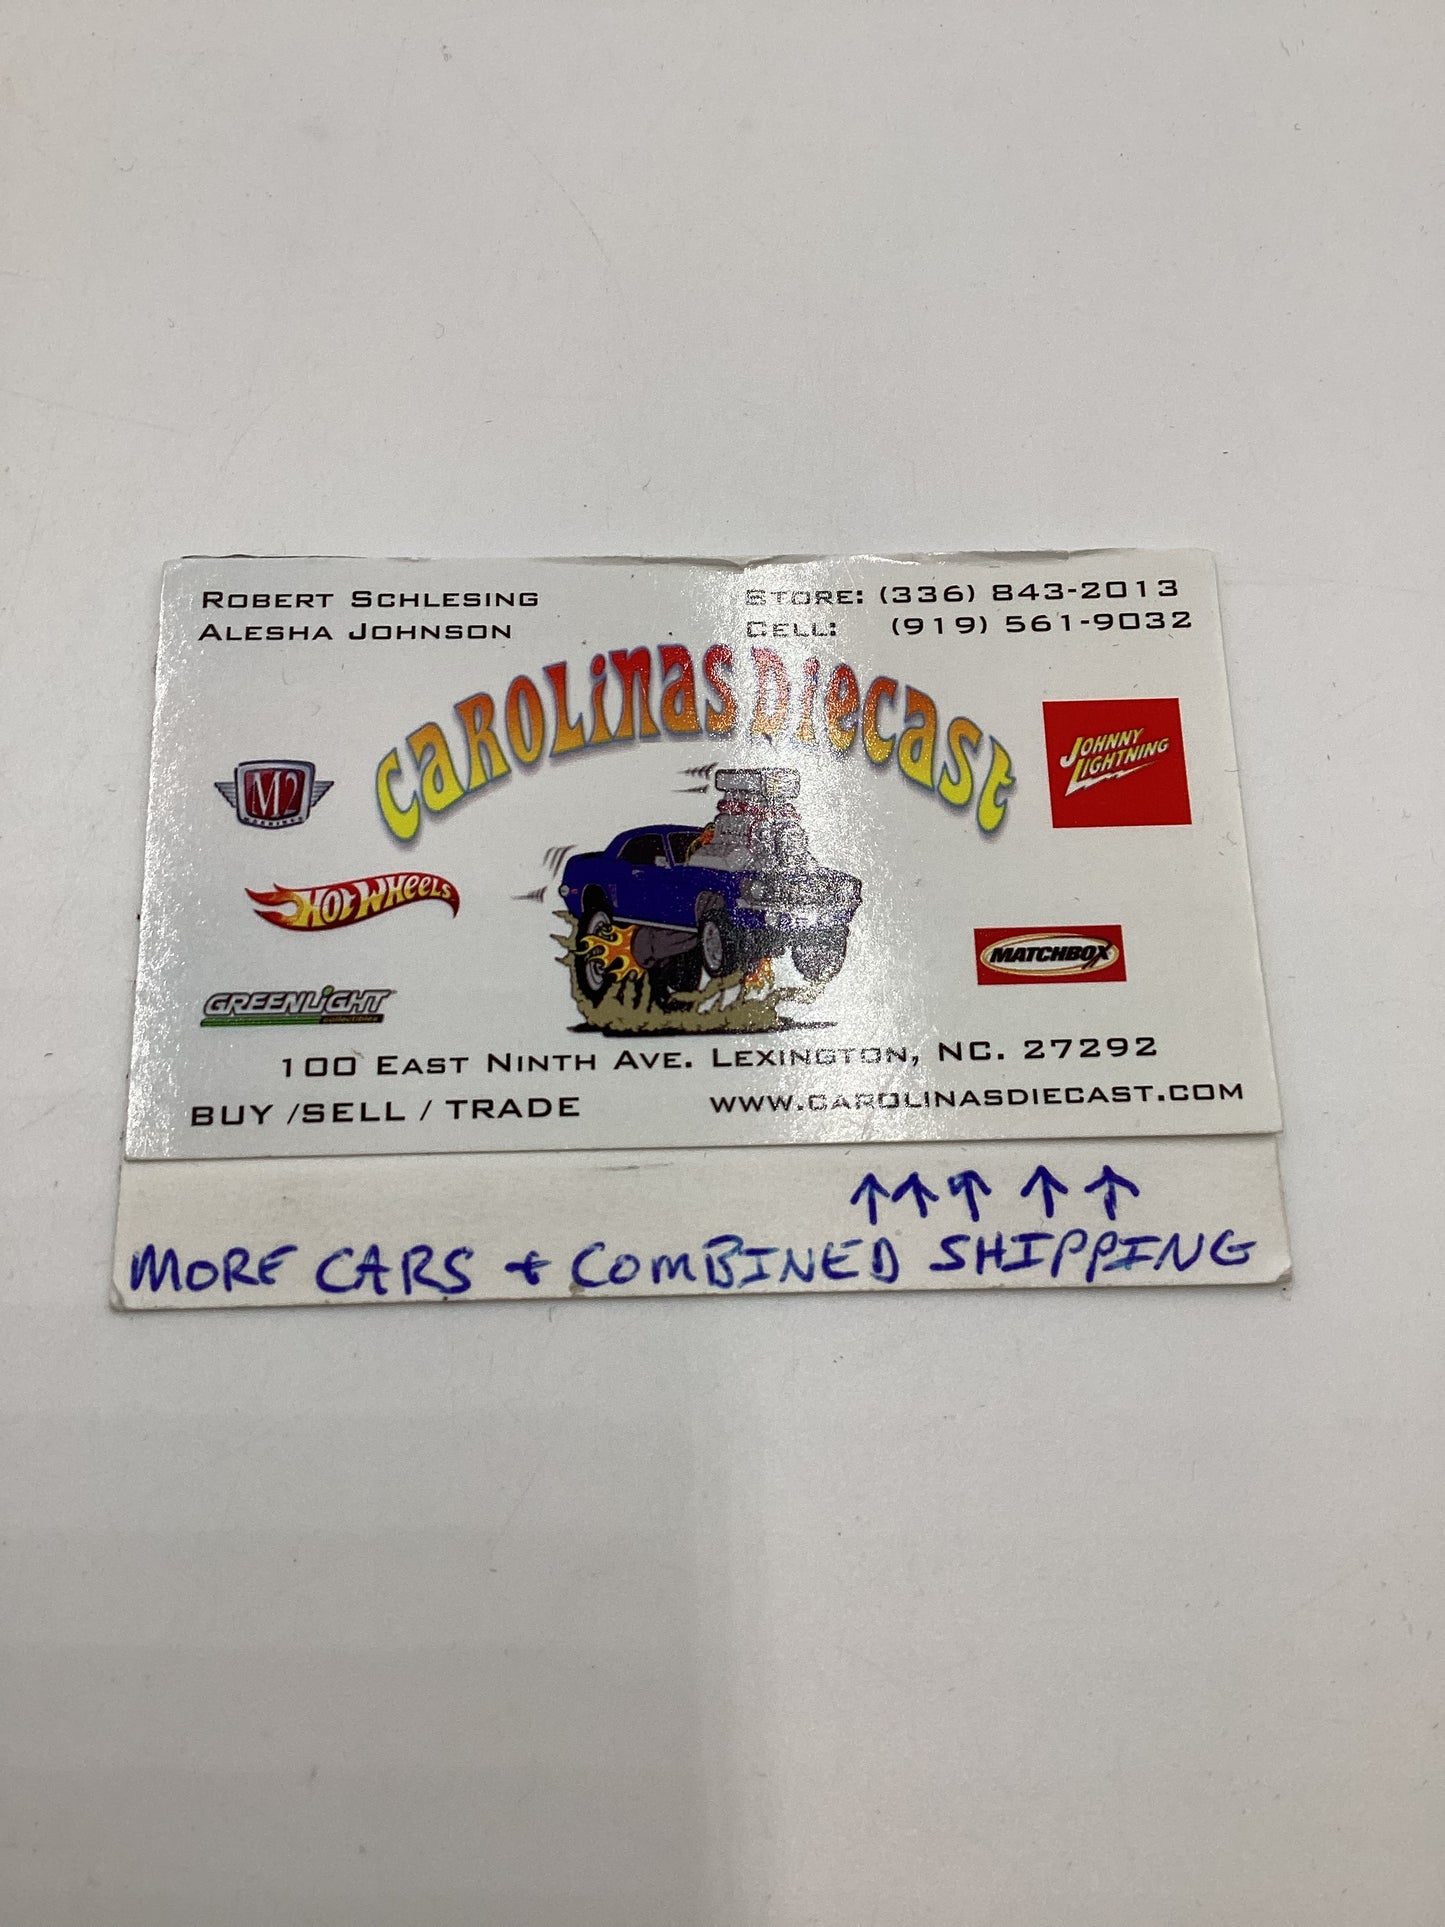 ROBERT SCHLESING
ALESHA JOHNSON
STORE: (336) 843-2013
CELL: (919) 561-9032
CAROLINAS DIECAST
M2
MACHINES
JOHNNY
LIGHTNING
HOT WHEELS
MATCHBOX
GREENLIGHT
collectibles
100 EAST NINTH AVE. LEXINGTON, NC. 27292
BUY /SELL / TRADE
WWW.CAROLINASDIECAST.COM
↑↑↑ ↑ ↑
MORE CARS + COMBINED SHIPPING